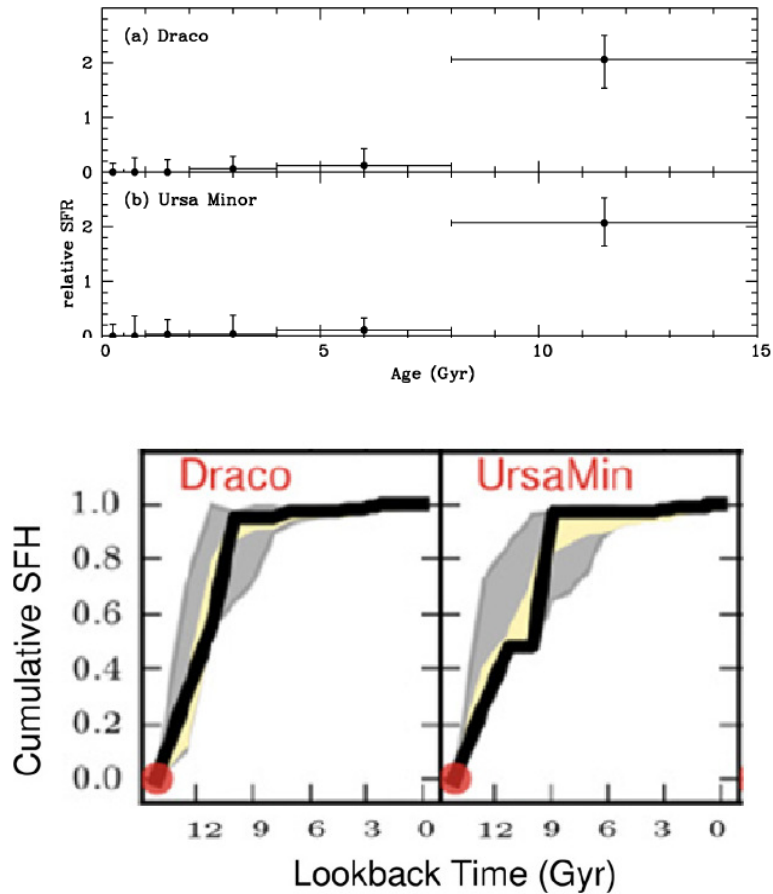 (a) Draco
2
1
0
(b) Ursa Minor
2
1
0
relative SFR
0 5 10 15
Age (Gyr)
Draco UrsaMin
1.0
0.8
0.6
0.4
0.2
0.0
Cumulative SFH
12 9 6 3 0 12 9 6 3 0
Lookback Time (Gyr)